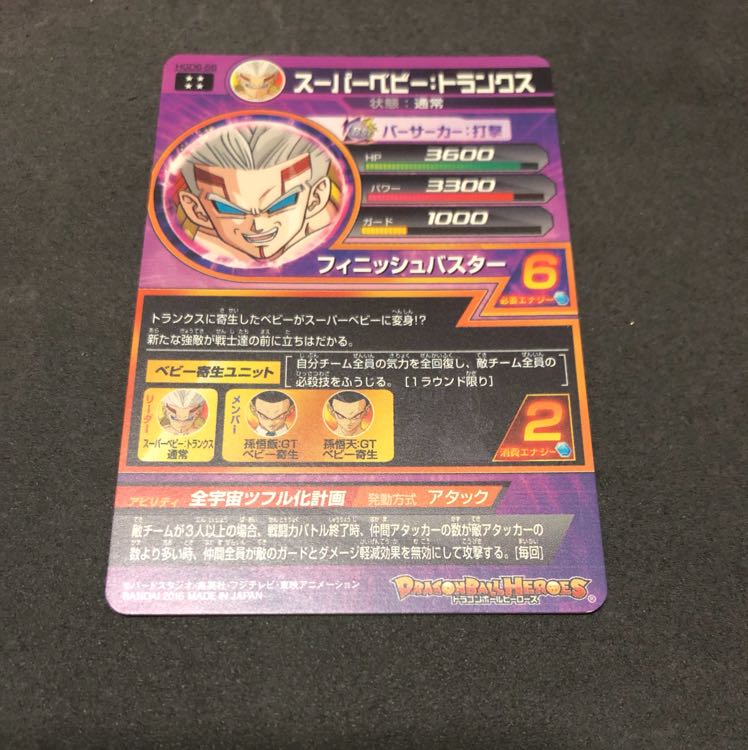 HGD6-56
スーパーベビー:トランクス
状態:通常
バーサーカー:打撃
HP 3600
パワー 3300
ガード 1000
フィニッシュバスター 6
必要エナジー
トランクスに寄生したベビーがスーパーベビーに変身!?
新たな強敵が戦士達の前に立ちはだかる。
ベビー寄生ユニット
自分チーム全員の気力を全回復し、敵チーム全員の
必殺技をふうじる。[1ラウンド限り]
リーダー
スーパーベビー:トランクス
通常
メンバー
孫悟飯:GT
ベビー寄生
孫悟天:GT
ベビー寄生
2
消費エナジー
アビリティ 全宇宙ツフル化計画 発動方式 アタック
敵チームが3人以上の場合、戦闘力バトル終了時、仲間アタッカーの数が敵アタッカーの
数より多い時、仲間全員が敵のガードとダメージ軽減効果を無効にして攻撃する。[毎回]
©バードスタジオ/集英社・フジテレビ・東映アニメーション
BANDAI 2016 MADE IN JAPAN
DRAGONBALL HEROES
ドラゴンボールヒーローズ
®